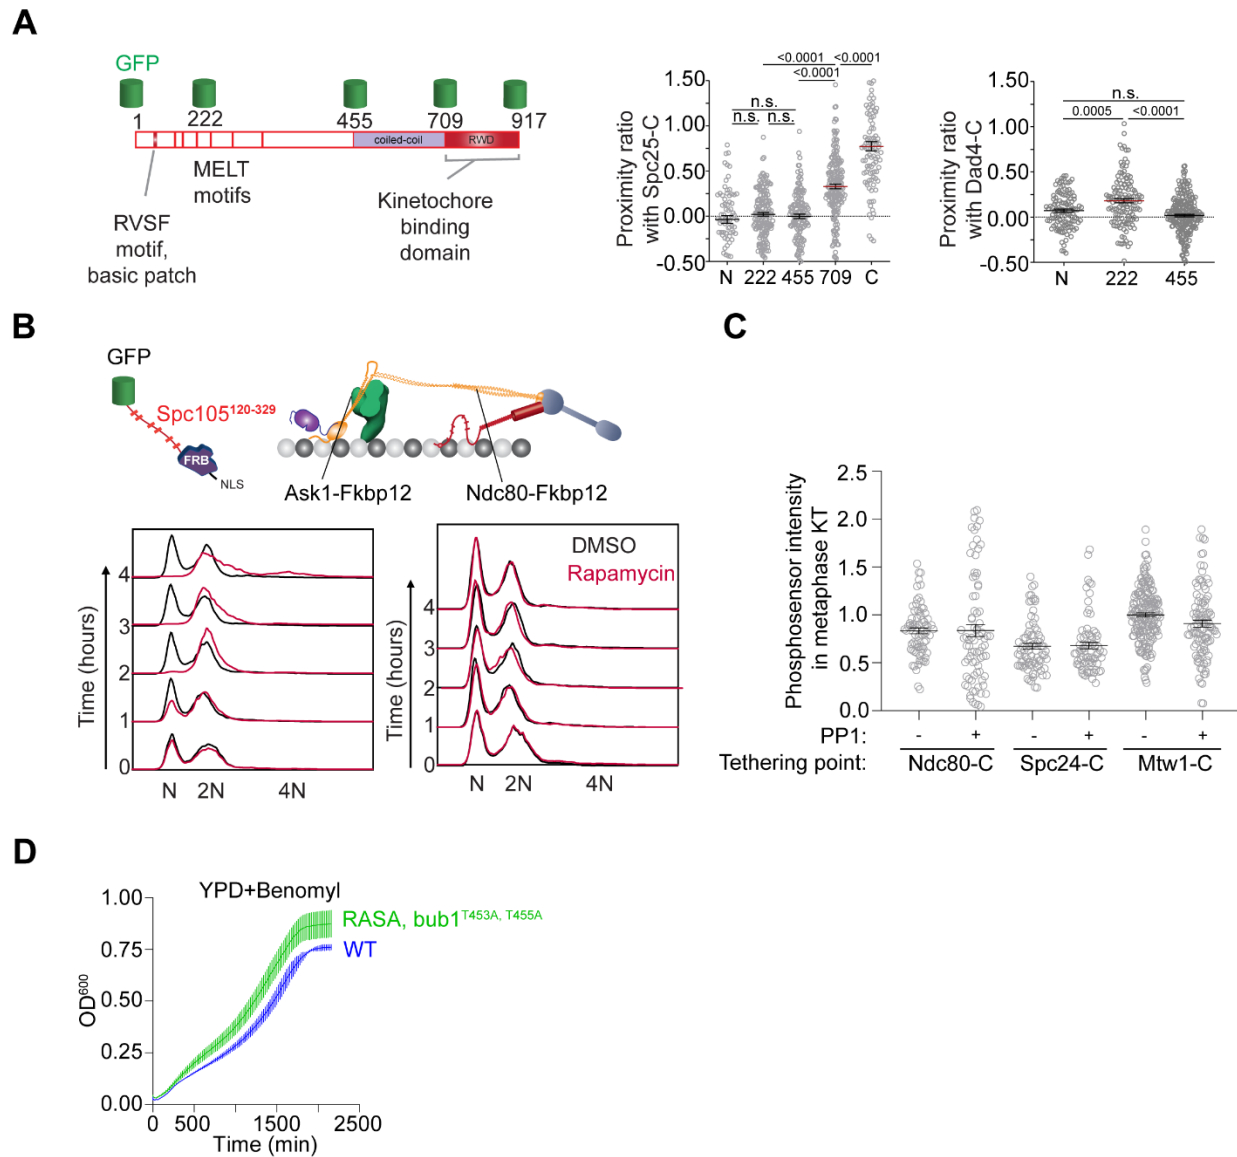 A
GFP
1
222
455
709
917
coiled-coil
RWD
MELT
motifs
RVSF
motif,
basic patch
Kinetochore
binding
domain
Proximity ratio
with Spc25-C
<0.0001
<0.0001
<0.0001
n.s.
n.s.
n.s.
1.50
1.00
0.50
0.00
-0.50
N
222
455
709
C
Proximity ratio
with Dad4-C
n.s.
0.0005
<0.0001
1.50
1.00
0.50
0.00
-0.50
N
222
455
B
GFP
Spc105120-329
FRB
NLS
Ask1-Fkbp12
Ndc80-Fkbp12
Time (hours)
4
3
2
1
0
N
2N
4N
Time (hours)
DMSO
Rapamycin
4
3
2
1
0
N
2N
4N
C
Phosphosensor intensity
in metaphase KT
2.5
2.0
1.5
1.0
0.5
0.0
PP1:
-
+
-
+
-
+
Tethering point:
Ndc80-C
Spc24-C
Mtw1-C
D
YPD+Benomyl
RASA, bub1T453A, T455A
WT
OD600
1.00
0.75
0.50
0.25
0.00
0
500
1500
2500
Time (min)